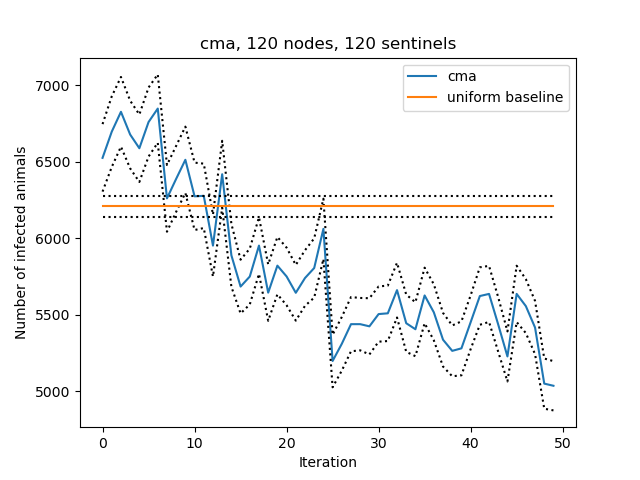 cma, 120 nodes, 120 sentinels
cma
uniform baseline
Number of infected animals
7000
6500
6000
5500
5000
0 10 20 30 40 50
Iteration